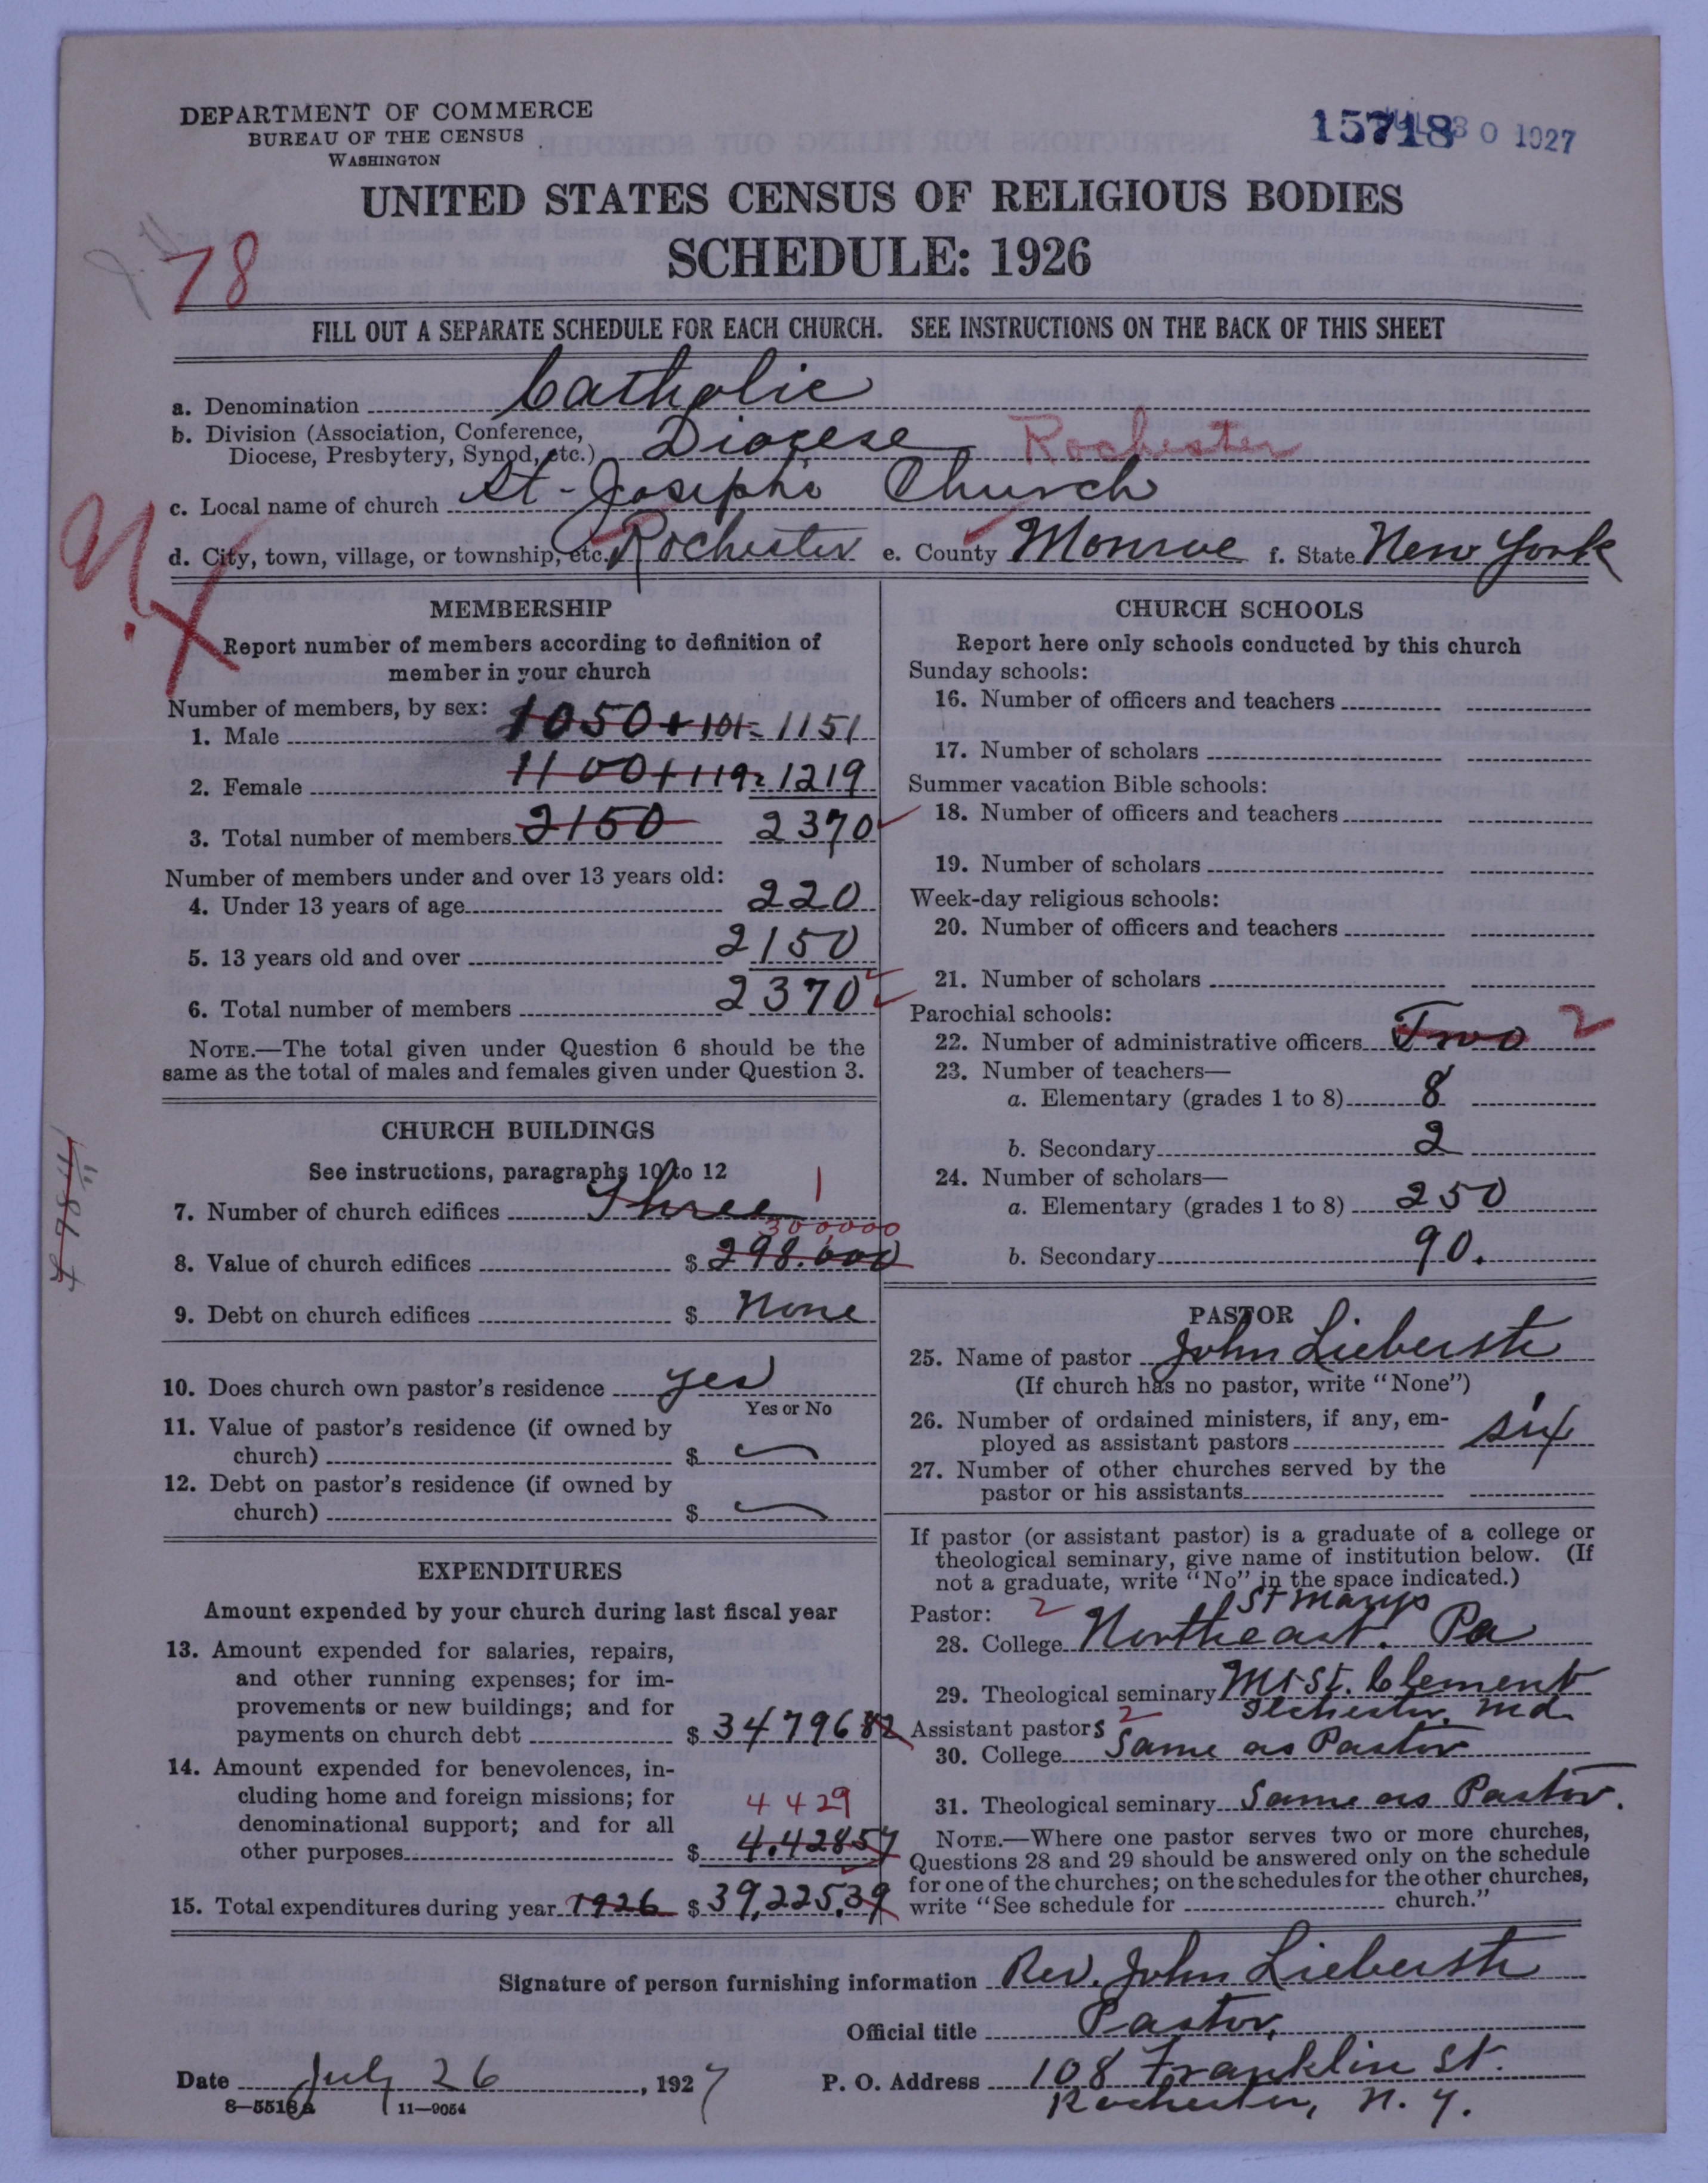 DEPARTMENT OF COMMERCE
BUREAU OF THE CENSUS
WASHINGTON
15718 30 1927
UNITED STATES CENSUS OF RELIGIOUS BODIES
SCHEDULE: 1926
78
FILL OUT A SEPARATE SCHEDULE FOR EACH CHURCH. SEE INSTRUCTIONS ON THE BACK OF THIS SHEET
a. Denomination Catholic
b. Division (Association, Conference, Diocese, Presbytery, Synod, etc.) Diocese Rochester
c. Local name of church St-Joseph's Church
d. City, town, village, or township, etc. Rochester e. County Monroe f. State New York
MEMBERSHIP
Report number of members according to definition of
member in your church
Number of members, by sex:
1. Male 1050 + 101 = 1151
2. Female 1100 + 119 = 1219
3. Total number of members 2150 2370
Number of members under and over 13 years old:
4. Under 13 years of age 220
5. 13 years old and over 2150
6. Total number of members 2370
NOTE.—The total given under Question 6 should be the
same as the total of males and females given under Question 3.
CHURCH BUILDINGS
See instructions, paragraphs 10 to 12
7. Number of church edifices Three 1
300000
8. Value of church edifices $ 298.000
9. Debt on church edifices $ None
10. Does church own pastor's residence yes
Yes or No
11. Value of pastor's residence (if owned by
church) $
12. Debt on pastor's residence (if owned by
church) $
EXPENDITURES
Amount expended by your church during last fiscal year
13. Amount expended for salaries, repairs,
and other running expenses; for im-
provements or new buildings; and for
payments on church debt $ 34796 82
14. Amount expended for benevolences, in-
cluding home and foreign missions; for
denominational support; and for all
4429
other purposes $ 4.428 57
15. Total expenditures during year 1926 $ 39,225.39
CHURCH SCHOOLS
Report here only schools conducted by this church
Sunday schools:
16. Number of officers and teachers
17. Number of scholars
Summer vacation Bible schools:
18. Number of officers and teachers
19. Number of scholars
Week-day religious schools:
20. Number of officers and teachers
21. Number of scholars
Parochial schools:
22. Number of administrative officers Two 2
23. Number of teachers—
a. Elementary (grades 1 to 8) 8
b. Secondary 2
24. Number of scholars—
a. Elementary (grades 1 to 8) 250
b. Secondary 90.
PASTOR
25. Name of pastor John Lieberth
(If church has no pastor, write "None")
26. Number of ordained ministers, if any, em-
ployed as assistant pastors six
27. Number of other churches served by the
pastor or his assistants
If pastor (or assistant pastor) is a graduate of a college or
theological seminary, give name of institution below. (If
not a graduate, write "No" in the space indicated.)
Pastor: 2 St Marys
28. College Northeast. Pa
29. Theological seminary Mt St. Clement
Ilchester, Md.
Assistant pastors 2
30. College Same as Pastor
31. Theological seminary Same as Pastor.
NOTE.—Where one pastor serves two or more churches,
Questions 28 and 29 should be answered only on the schedule
for one of the churches; on the schedules for the other churches,
write "See schedule for church."
Signature of person furnishing information Rev. John Lieberth
Official title Pastor,
Date July 26, 1927 P. O. Address 108 Franklin St.
Rochester, N. Y.
8—5518a 11—9054